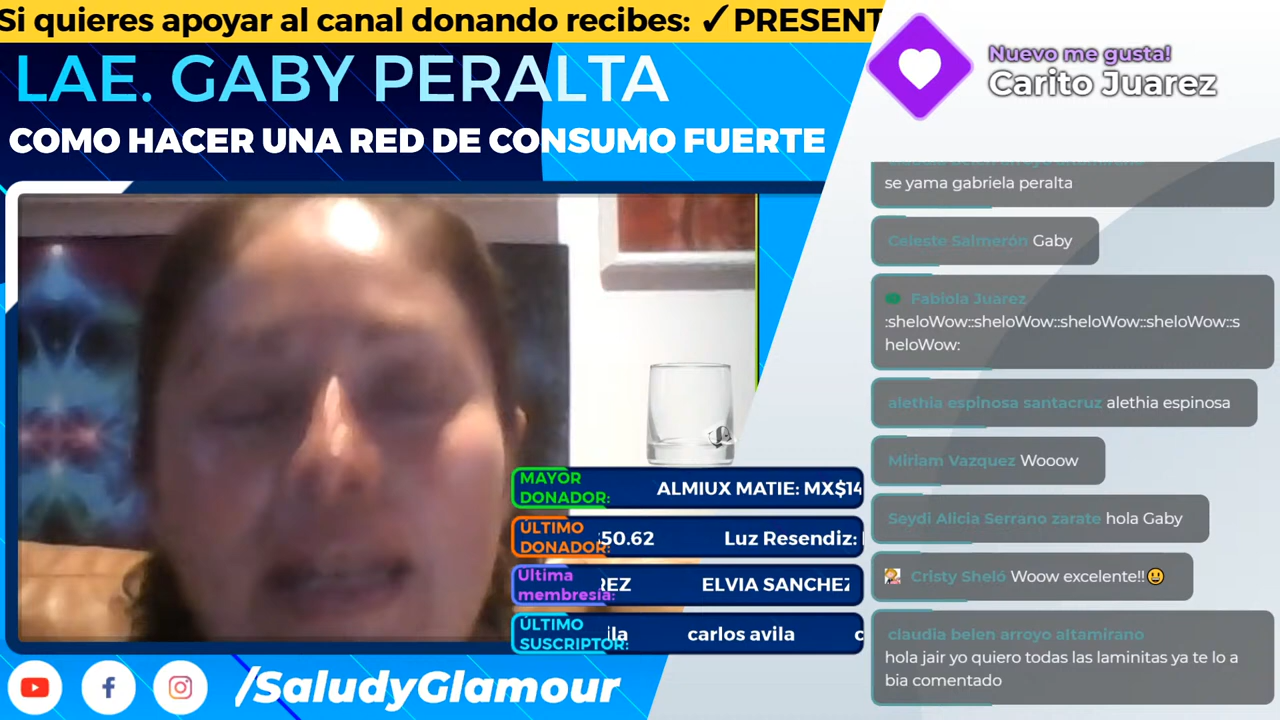 Si quieres apoyar al canal donando recibes: ✓PRESENT
LAE. GABY PERALTA
COMO HACER UNA RED DE CONSUMO FUERTE
Nuevo me gusta!
Carito Juarez
se yama gabriela peralta
Celeste Salmerón Gaby
Fabiola Juarez
:sheloWow::sheloWow::sheloWow::sheloWow::s
heloWow:
alethia espinosa santacruz alethia espinosa
Miriam Vazquez Wooow
Seydi Alicia Serrano zarate hola Gaby
Cristy Sheló Woow excelente!!😃
claudia belen arroyo altamirano
hola jair yo quiero todas las laminitas ya te lo a
bia comentado
MAYOR
DONADOR: ALMIUX MATIE: MX$14
ÚLTIMO
DONADOR: 50.62 Luz Resendiz:
Última
membresía: REZ ELVIA SANCHEZ
ÚLTIMO
SUSCRIPTOR: ila carlos avila c
/SaludyGlamour